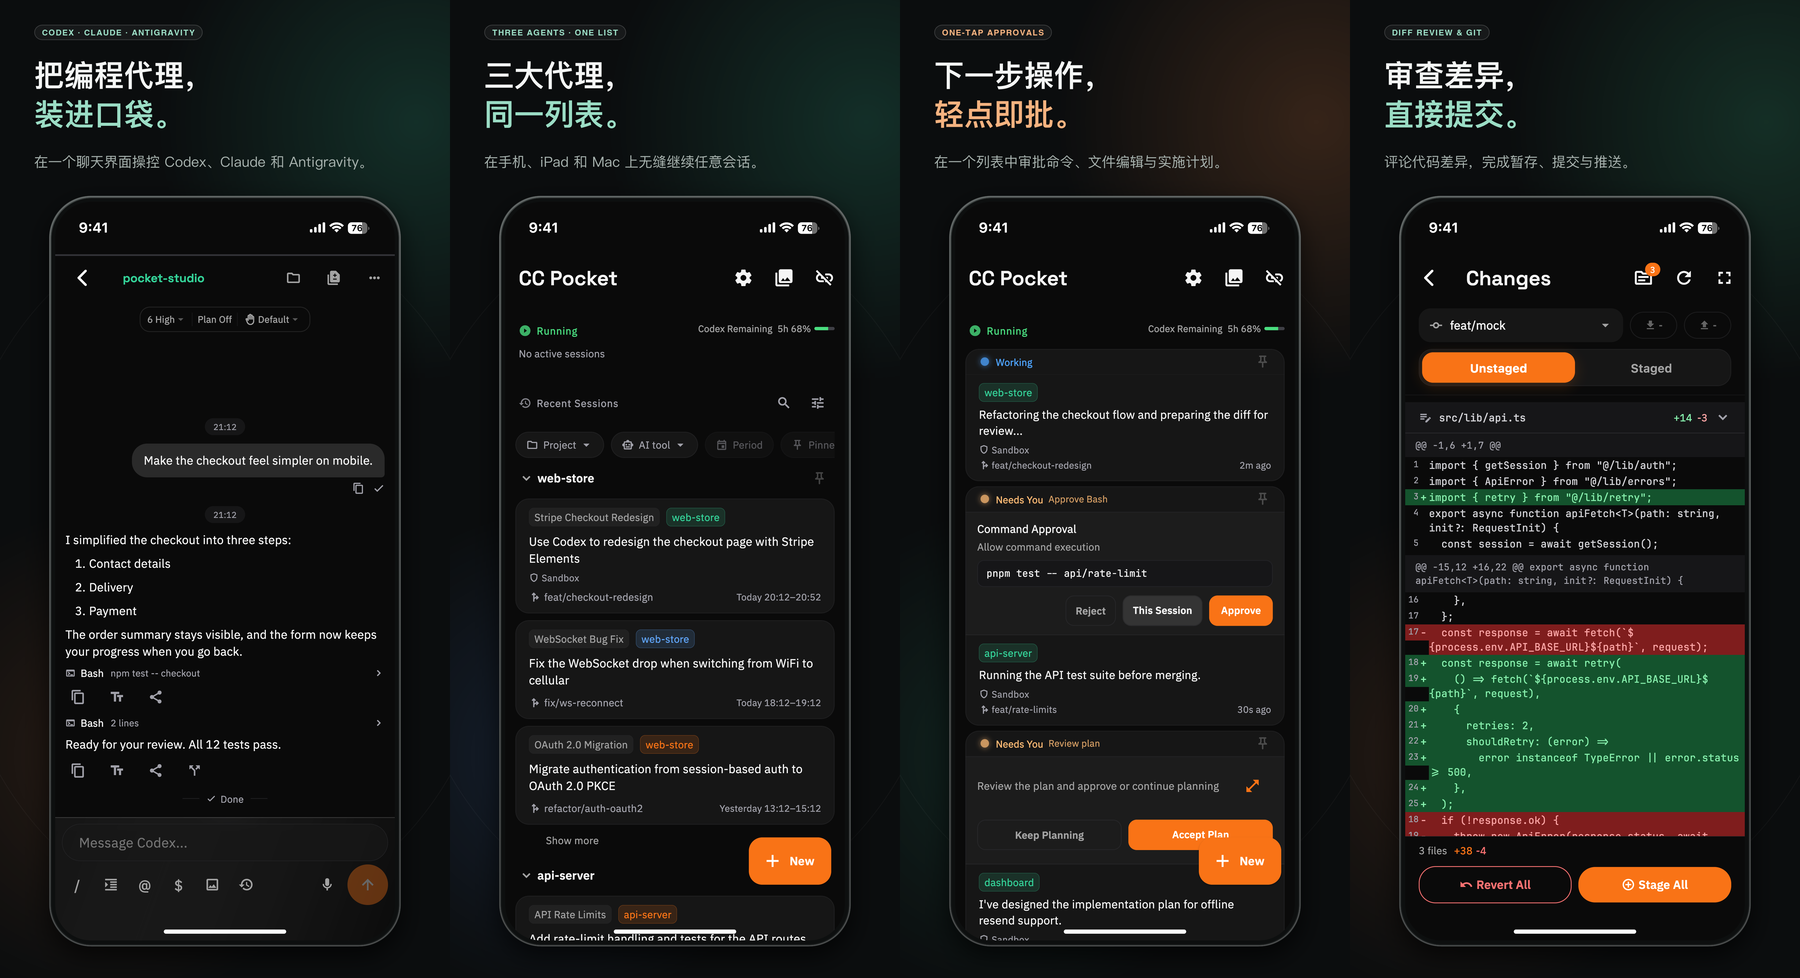 CODEX · CLAUDE · ANTIGRAVITY
把编程代理，
装进口袋。
在一个聊天界面操控 Codex、Claude 和 Antigravity。
9:41
76
pocket-studio
6 High
Plan Off
Default
21:12
Make the checkout feel simpler on mobile.
21:12
I simplified the checkout into three steps:
1. Contact details
2. Delivery
3. Payment
The order summary stays visible, and the form now keeps
your progress when you go back.
Bash npm test -- checkout
Bash 2 lines
Ready for your review. All 12 tests pass.
Done
Message Codex...
/ @ $
THREE AGENTS · ONE LIST
三大代理，
同一列表。
在手机、iPad 和 Mac 上无缝继续任意会话。
9:41
76
CC Pocket
Running
Codex Remaining 5h 68%
No active sessions
Recent Sessions
Project
AI tool
Period
Pinne
web-store
Stripe Checkout Redesign web-store
Use Codex to redesign the checkout page with Stripe
Elements
Sandbox
feat/checkout-redesign Today 20:12–20:52
WebSocket Bug Fix web-store
Fix the WebSocket drop when switching from WiFi to
cellular
fix/ws-reconnect Today 18:12–19:12
OAuth 2.0 Migration web-store
Migrate authentication from session-based auth to
OAuth 2.0 PKCE
refactor/auth-oauth2 Yesterday 13:12–15:12
Show more
New
api-server
API Rate Limits api-server
Add rate-limit handling and tests for the API routes
ONE-TAP APPROVALS
下一步操作，
轻点即批。
在一个列表中审批命令、文件编辑与实施计划。
9:41
76
CC Pocket
Running
Codex Remaining 5h 68%
Working
web-store
Refactoring the checkout flow and preparing the diff for
review...
Sandbox
feat/checkout-redesign 2m ago
Needs You Approve Bash
Command Approval
Allow command execution
pnpm test -- api/rate-limit
Reject
This Session
Approve
api-server
Running the API test suite before merging.
Sandbox
feat/rate-limits 30s ago
Needs You Review plan
Review the plan and approve or continue planning
Keep Planning
Accept Plan
New
dashboard
I've designed the implementation plan for offline
resend support.
Sandbox
DIFF REVIEW & GIT
审查差异，
直接提交。
评论代码差异，完成暂存、提交与推送。
9:41
76
Changes
3
feat/mock
-
-
Unstaged
Staged
src/lib/api.ts +14 -3
@@ -1,6 +1,7 @@
1 import { getSession } from "@/lib/auth";
2 import { ApiError } from "@/lib/errors";
3 + import { retry } from "@/lib/retry";
4 export async function apiFetch<T>(path: string,
init?: RequestInit) {
5 const session = await getSession();
@@ -15,12 +16,22 @@ export async function
apiFetch<T>(path: string, init?: RequestInit) {
16 },
17 };
17 - const response = await fetch(`$
{process.env.API_BASE_URL}${path}`, request);
18 + const response = await retry(
19 + () => fetch(`${process.env.API_BASE_URL}$
{path}`, request),
20 + {
21 + retries: 2,
22 + shouldRetry: (error) =>
23 + error instanceof TypeError || error.status
>= 500,
24 + },
25 + );
18 - if (!response.ok) {
19 - throw new ApiError(response.status, await
3 files +38 -4
Revert All
Stage All